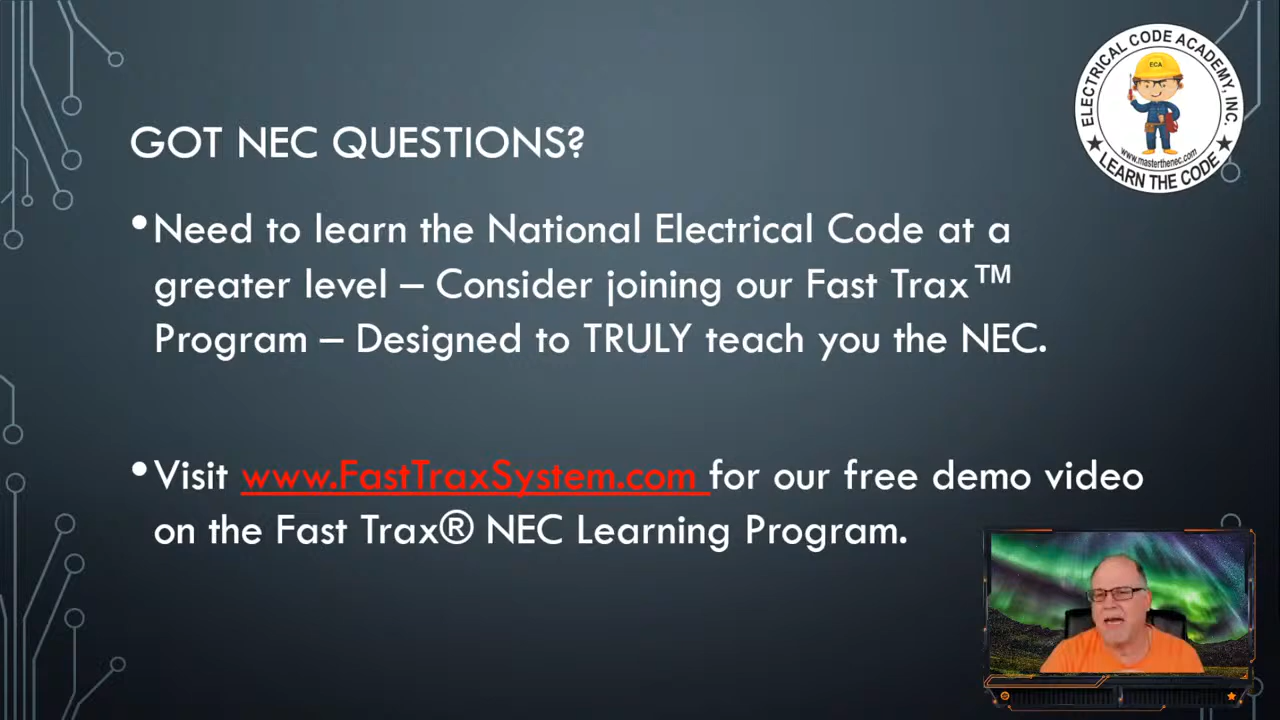 ELECTRICAL CODE ACADEMY, INC.
ECA
www.masterthenec.com
★ LEARN THE CODE ★
GOT NEC QUESTIONS?
•Need to learn the National Electrical Code at a
greater level – Consider joining our Fast Trax™
Program – Designed to TRULY teach you the NEC.
•Visit www.FastTraxSystem.com for our free demo video
on the Fast Trax® NEC Learning Program.